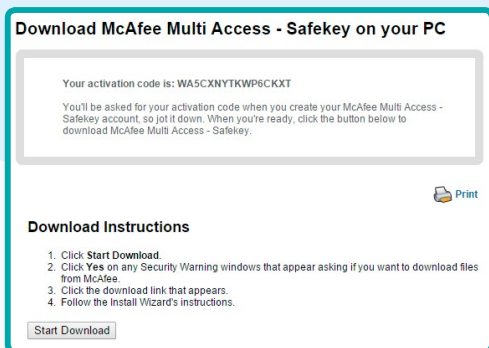 Download McAfee Multi Access - Safekey on your PC
Your activation code is: WA5CXNYTKWP6CKXT
You'll be asked for your activation code when you create your McAfee Multi Access -
Safekey account, so jot it down. When you're ready, click the button below to
download McAfee Multi Access - Safekey.
Print
Download Instructions
1. Click Start Download.
2. Click Yes on any Security Warning windows that appear asking if you want to download files
from McAfee.
3. Click the download link that appears.
4. Follow the Install Wizard's instructions.
Start Download